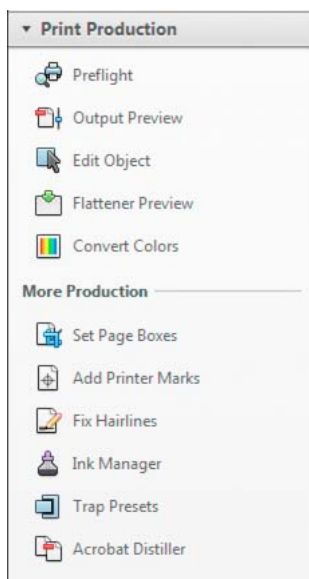 Print Production
Preflight
Output Preview
Edit Object
Flattener Preview
Convert Colors
More Production
Set Page Boxes
Add Printer Marks
Fix Hairlines
Ink Manager
Trap Presets
Acrobat Distiller